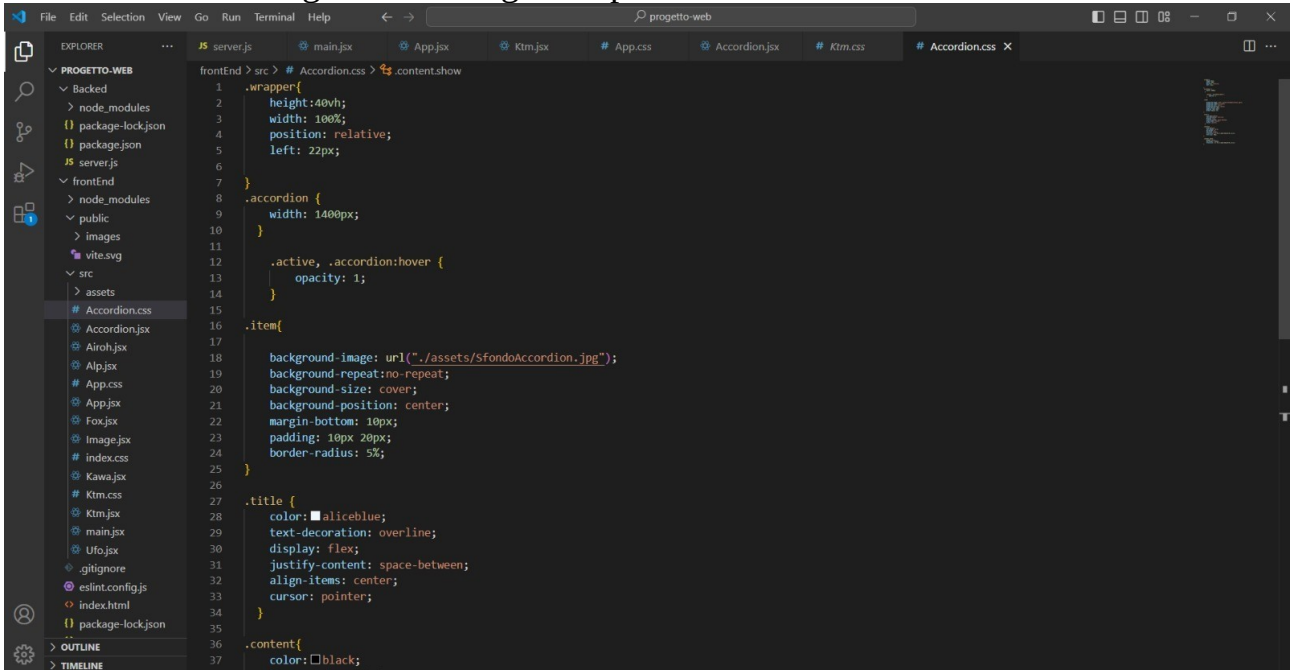 File Edit Selection View Go Run Terminal Help
progetto-web
EXPLORER
JS server.js main.jsx App.jsx Ktm.jsx # App.css Accordion.jsx # Ktm.css # Accordion.css
PROGETTO-WEB
Backed
node_modules
{} package-lock.json
{} package.json
JS server.js
frontEnd
node_modules
public
images
vite.svg
src
assets
# Accordion.css
Accordion.jsx
Airoh.jsx
Alp.jsx
# App.css
App.jsx
Fox.jsx
Image.jsx
# index.css
Kawa.jsx
# Ktm.css
Ktm.jsx
main.jsx
Ufo.jsx
.gitignore
eslint.config.js
<> index.html
{} package-lock.json
OUTLINE
TIMELINE
1
frontEnd > src > # Accordion.css > .content.show
1 .wrapper{
2 height:40vh;
3 width: 100%;
4 position: relative;
5 left: 22px;
6
7 }
8 .accordion {
9 width: 1400px;
10 }
11
12 .active, .accordion:hover {
13 opacity: 1;
14 }
15
16 .item{
17
18 background-image: url("./assets/SfondoAccordion.jpg");
19 background-repeat:no-repeat;
20 background-size: cover;
21 background-position: center;
22 margin-bottom: 10px;
23 padding: 10px 20px;
24 border-radius: 5%;
25 }
26
27 .title {
28 color: aliceblue;
29 text-decoration: overline;
30 display: flex;
31 justify-content: space-between;
32 align-items: center;
33 cursor: pointer;
34 }
35
36 .content{
37 color: black;